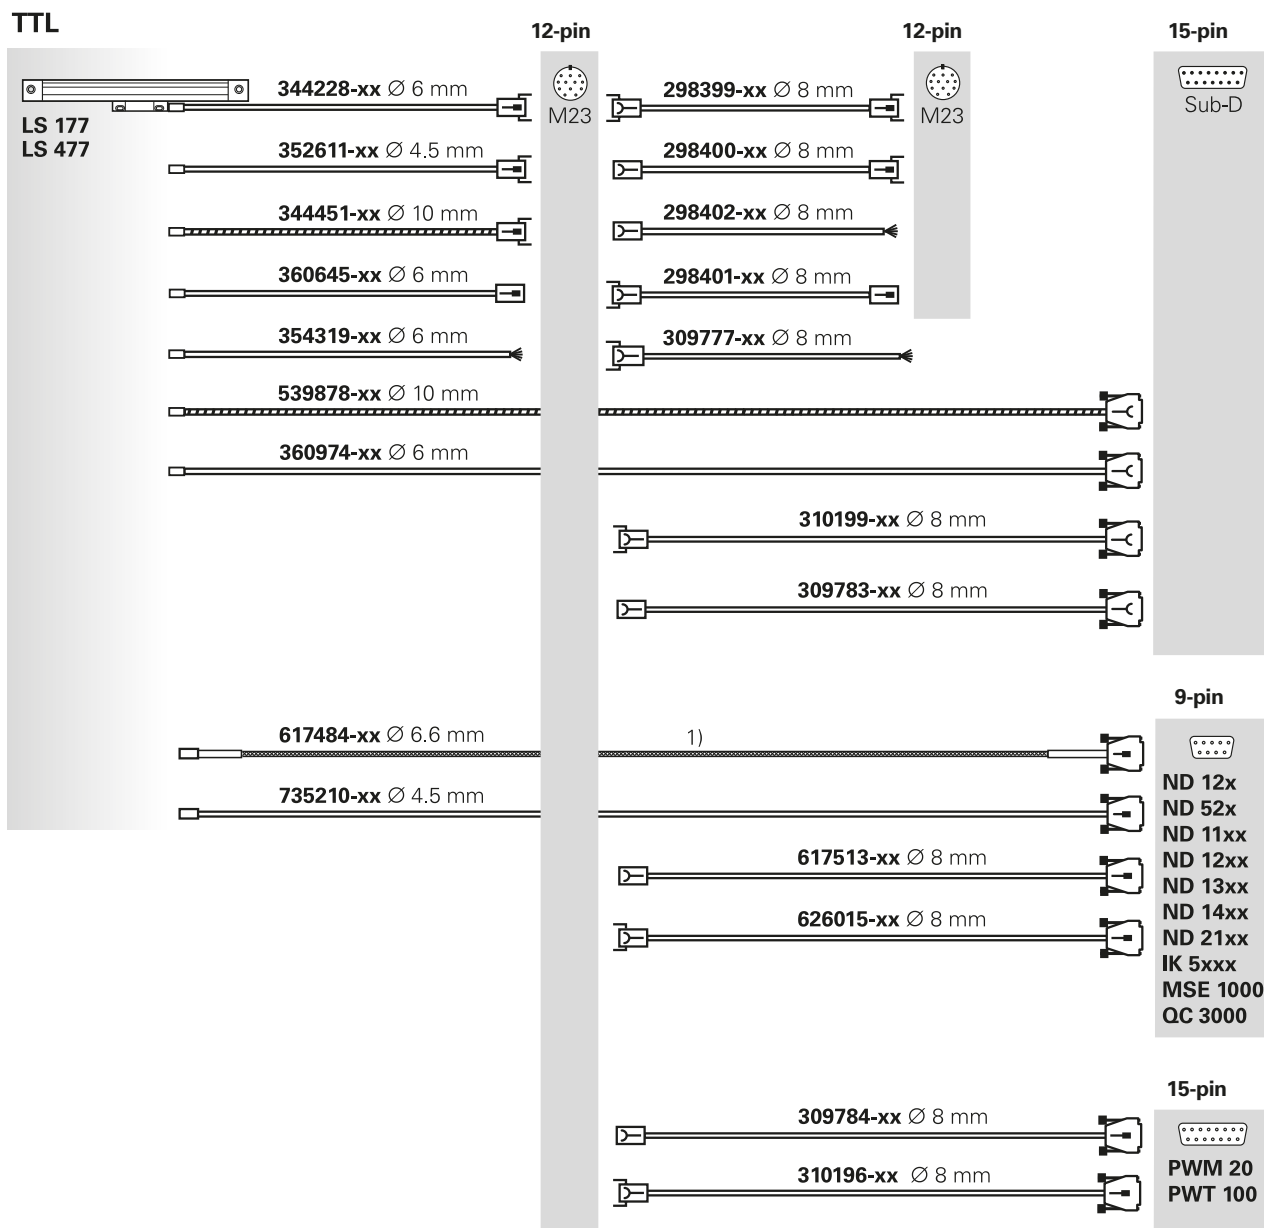 TTL
12-pin
12-pin
15-pin
344228-xx Ø 6 mm
298399-xx Ø 8 mm
M23
M23
Sub-D
LS 177
LS 477
352611-xx Ø 4.5 mm
298400-xx Ø 8 mm
344451-xx Ø 10 mm
298402-xx Ø 8 mm
360645-xx Ø 6 mm
298401-xx Ø 8 mm
354319-xx Ø 6 mm
309777-xx Ø 8 mm
539878-xx Ø 10 mm
360974-xx Ø 6 mm
310199-xx Ø 8 mm
309783-xx Ø 8 mm
9-pin
617484-xx Ø 6.6 mm
1)
735210-xx Ø 4.5 mm
617513-xx Ø 8 mm
626015-xx Ø 8 mm
ND 12x
ND 52x
ND 11xx
ND 12xx
ND 13xx
ND 14xx
ND 21xx
IK 5xxx
MSE 1000
QC 3000
15-pin
309784-xx Ø 8 mm
310196-xx Ø 8 mm
PWM 20
PWT 100